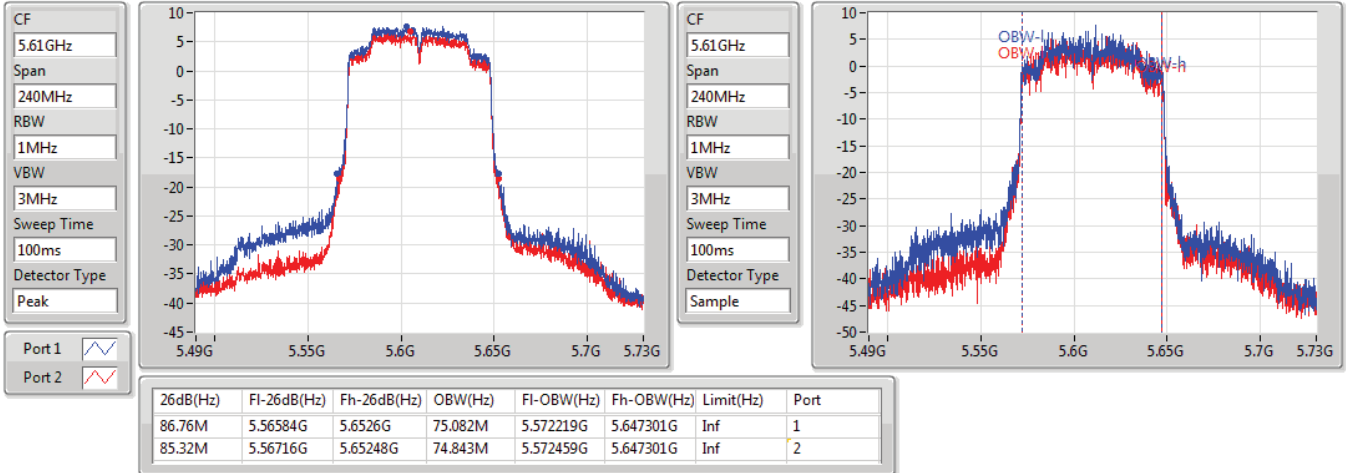 CF
5.61GHz
Span
240MHz
RBW
1MHz
VBW
3MHz
Sweep Time
100ms
Detector Type
Peak
Port 1
Port 2
10
5
0
-5
-10
-15
-20
-25
-30
-35
-40
-45
5.49G 5.55G 5.6G 5.65G 5.7G 5.73G
CF
5.61GHz
Span
240MHz
RBW
1MHz
VBW
3MHz
Sweep Time
100ms
Detector Type
Sample
10
5
0
-5
-10
-15
-20
-25
-30
-35
-40
-45
-50
OBW-l
OBW-
OBW-h
5.49G 5.55G 5.6G 5.65G 5.7G 5.73G
26dB(Hz) Fl-26dB(Hz) Fh-26dB(Hz) OBW(Hz) Fl-OBW(Hz) Fh-OBW(Hz) Limit(Hz) Port
86.76M 5.56584G 5.6526G 75.082M 5.572219G 5.647301G Inf 1
85.32M 5.56716G 5.65248G 74.843M 5.572459G 5.647301G Inf 2